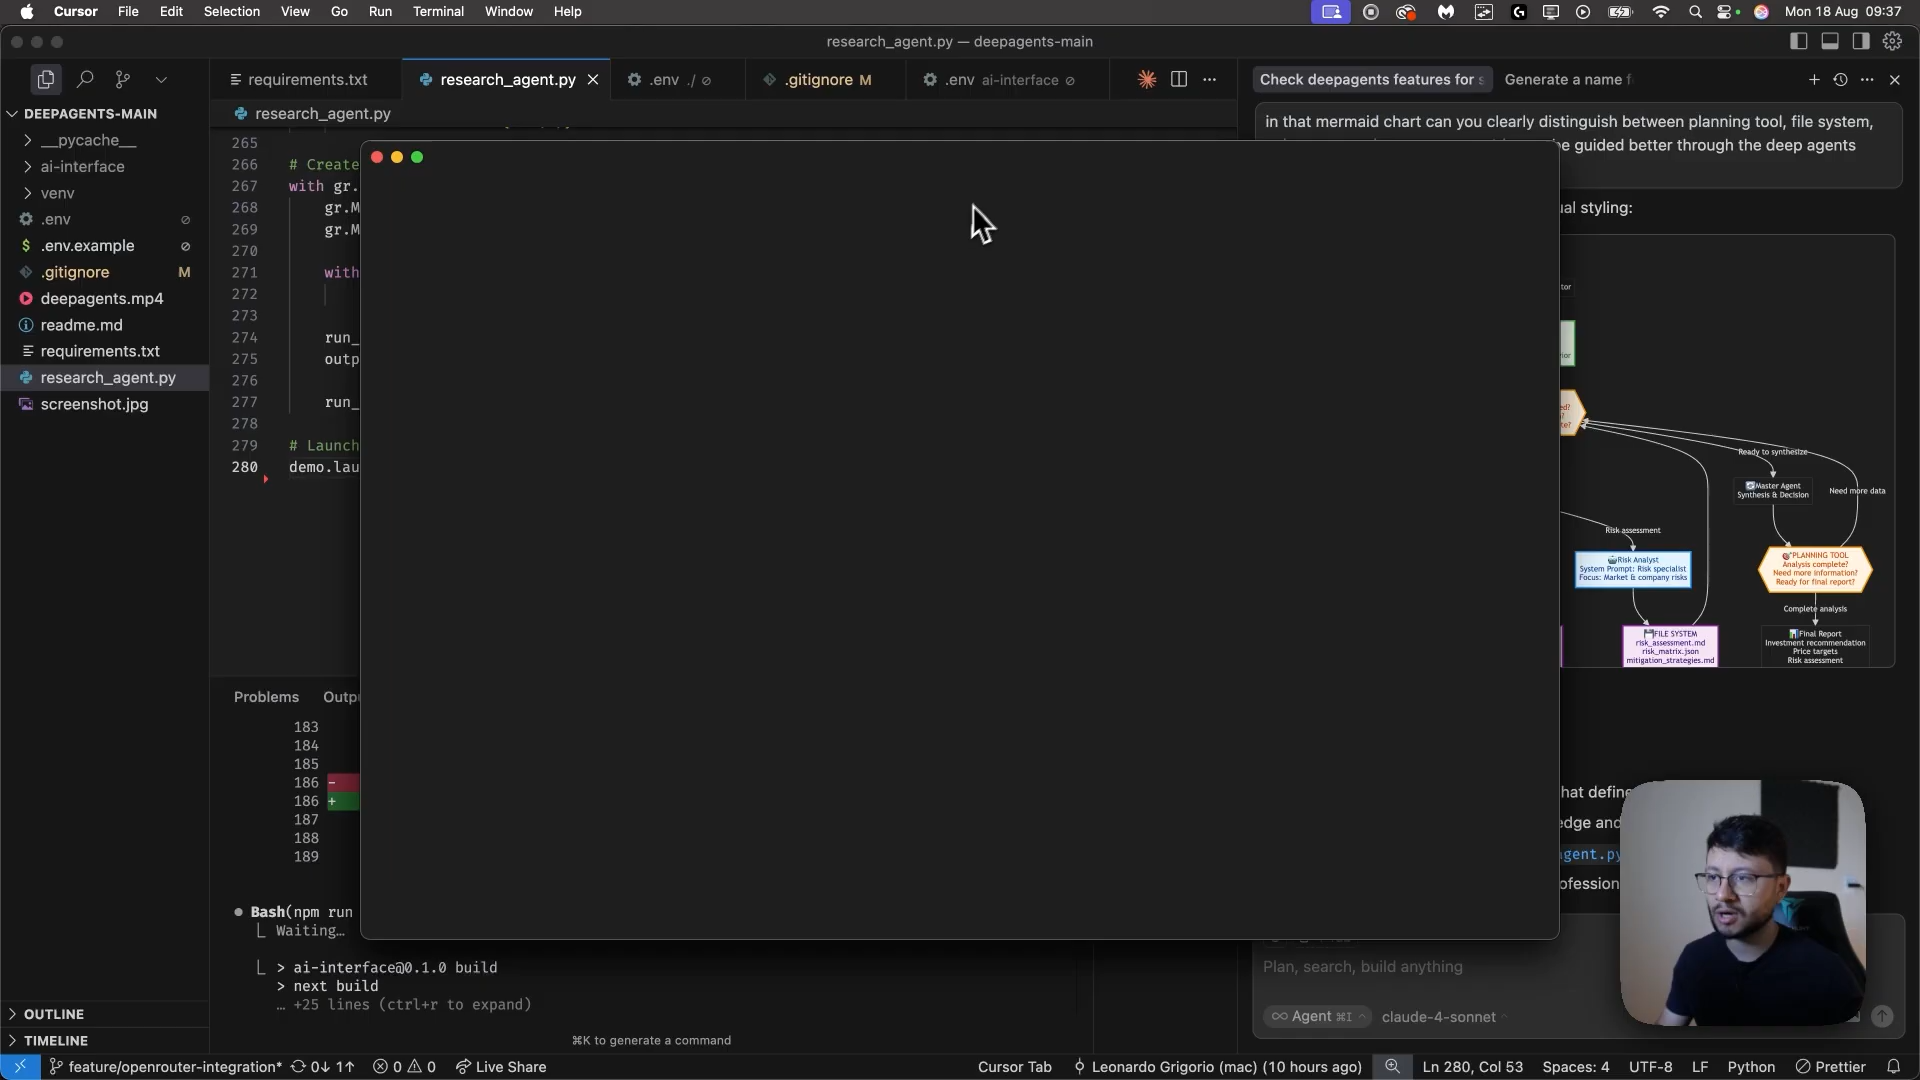 Cursor File Edit Selection View Go Run Terminal Window Help Mon 18 Aug 09:37
research_agent.py — deepagents-main
requirements.txt research_agent.py .env ./ .gitignore M .env ai-interface
Check deepagents features for Generate a name
DEEPAGENTS-MAIN
__pycache__
ai-interface
venv
.env
.env.example
.gitignore M
deepagents.mp4
readme.md
requirements.txt
research_agent.py
screenshot.jpg
OUTLINE
TIMELINE
research_agent.py
265
266 # Create
267 with gr.
268 gr.M
269 gr.M
270
271 with
272
273
274 run_
275 outp
276
277 run_
278
279 # Launch
280 demo.lau
Problems Outpu
183
184
185
186 -
186 +
187
188
189
Bash(npm run
Waiting…
> ai-interface@0.1.0 build
> next build
… +25 lines (ctrl+r to expand)
⌘K to generate a command
in that mermaid chart can you clearly distinguish between planning tool, file system,
be guided better through the deep agents
ual styling:
Ready to synthesize
Master Agent
Synthesis & Decision
Need more data
Risk assessment
Risk Analyst
System Prompt: Risk specialist
Focus: Market & company risks
PLANNING TOOL
Analysis complete?
Need more information?
Ready for final report?
Complete analysis
FILE SYSTEM
risk_assessment.md
risk_matrix.json
mitigation_strategies.md
Final Report
Investment recommendation
Price targets
Risk assessment
hat define
edge and
agent.py
ofession
Plan, search, build anything
Agent ⌘I claude-4-sonnet
feature/openrouter-integration* 0↓ 1↑ 0 0 Live Share Cursor Tab Leonardo Grigorio (mac) (10 hours ago) Ln 280, Col 53 Spaces: 4 UTF-8 LF Python Prettier